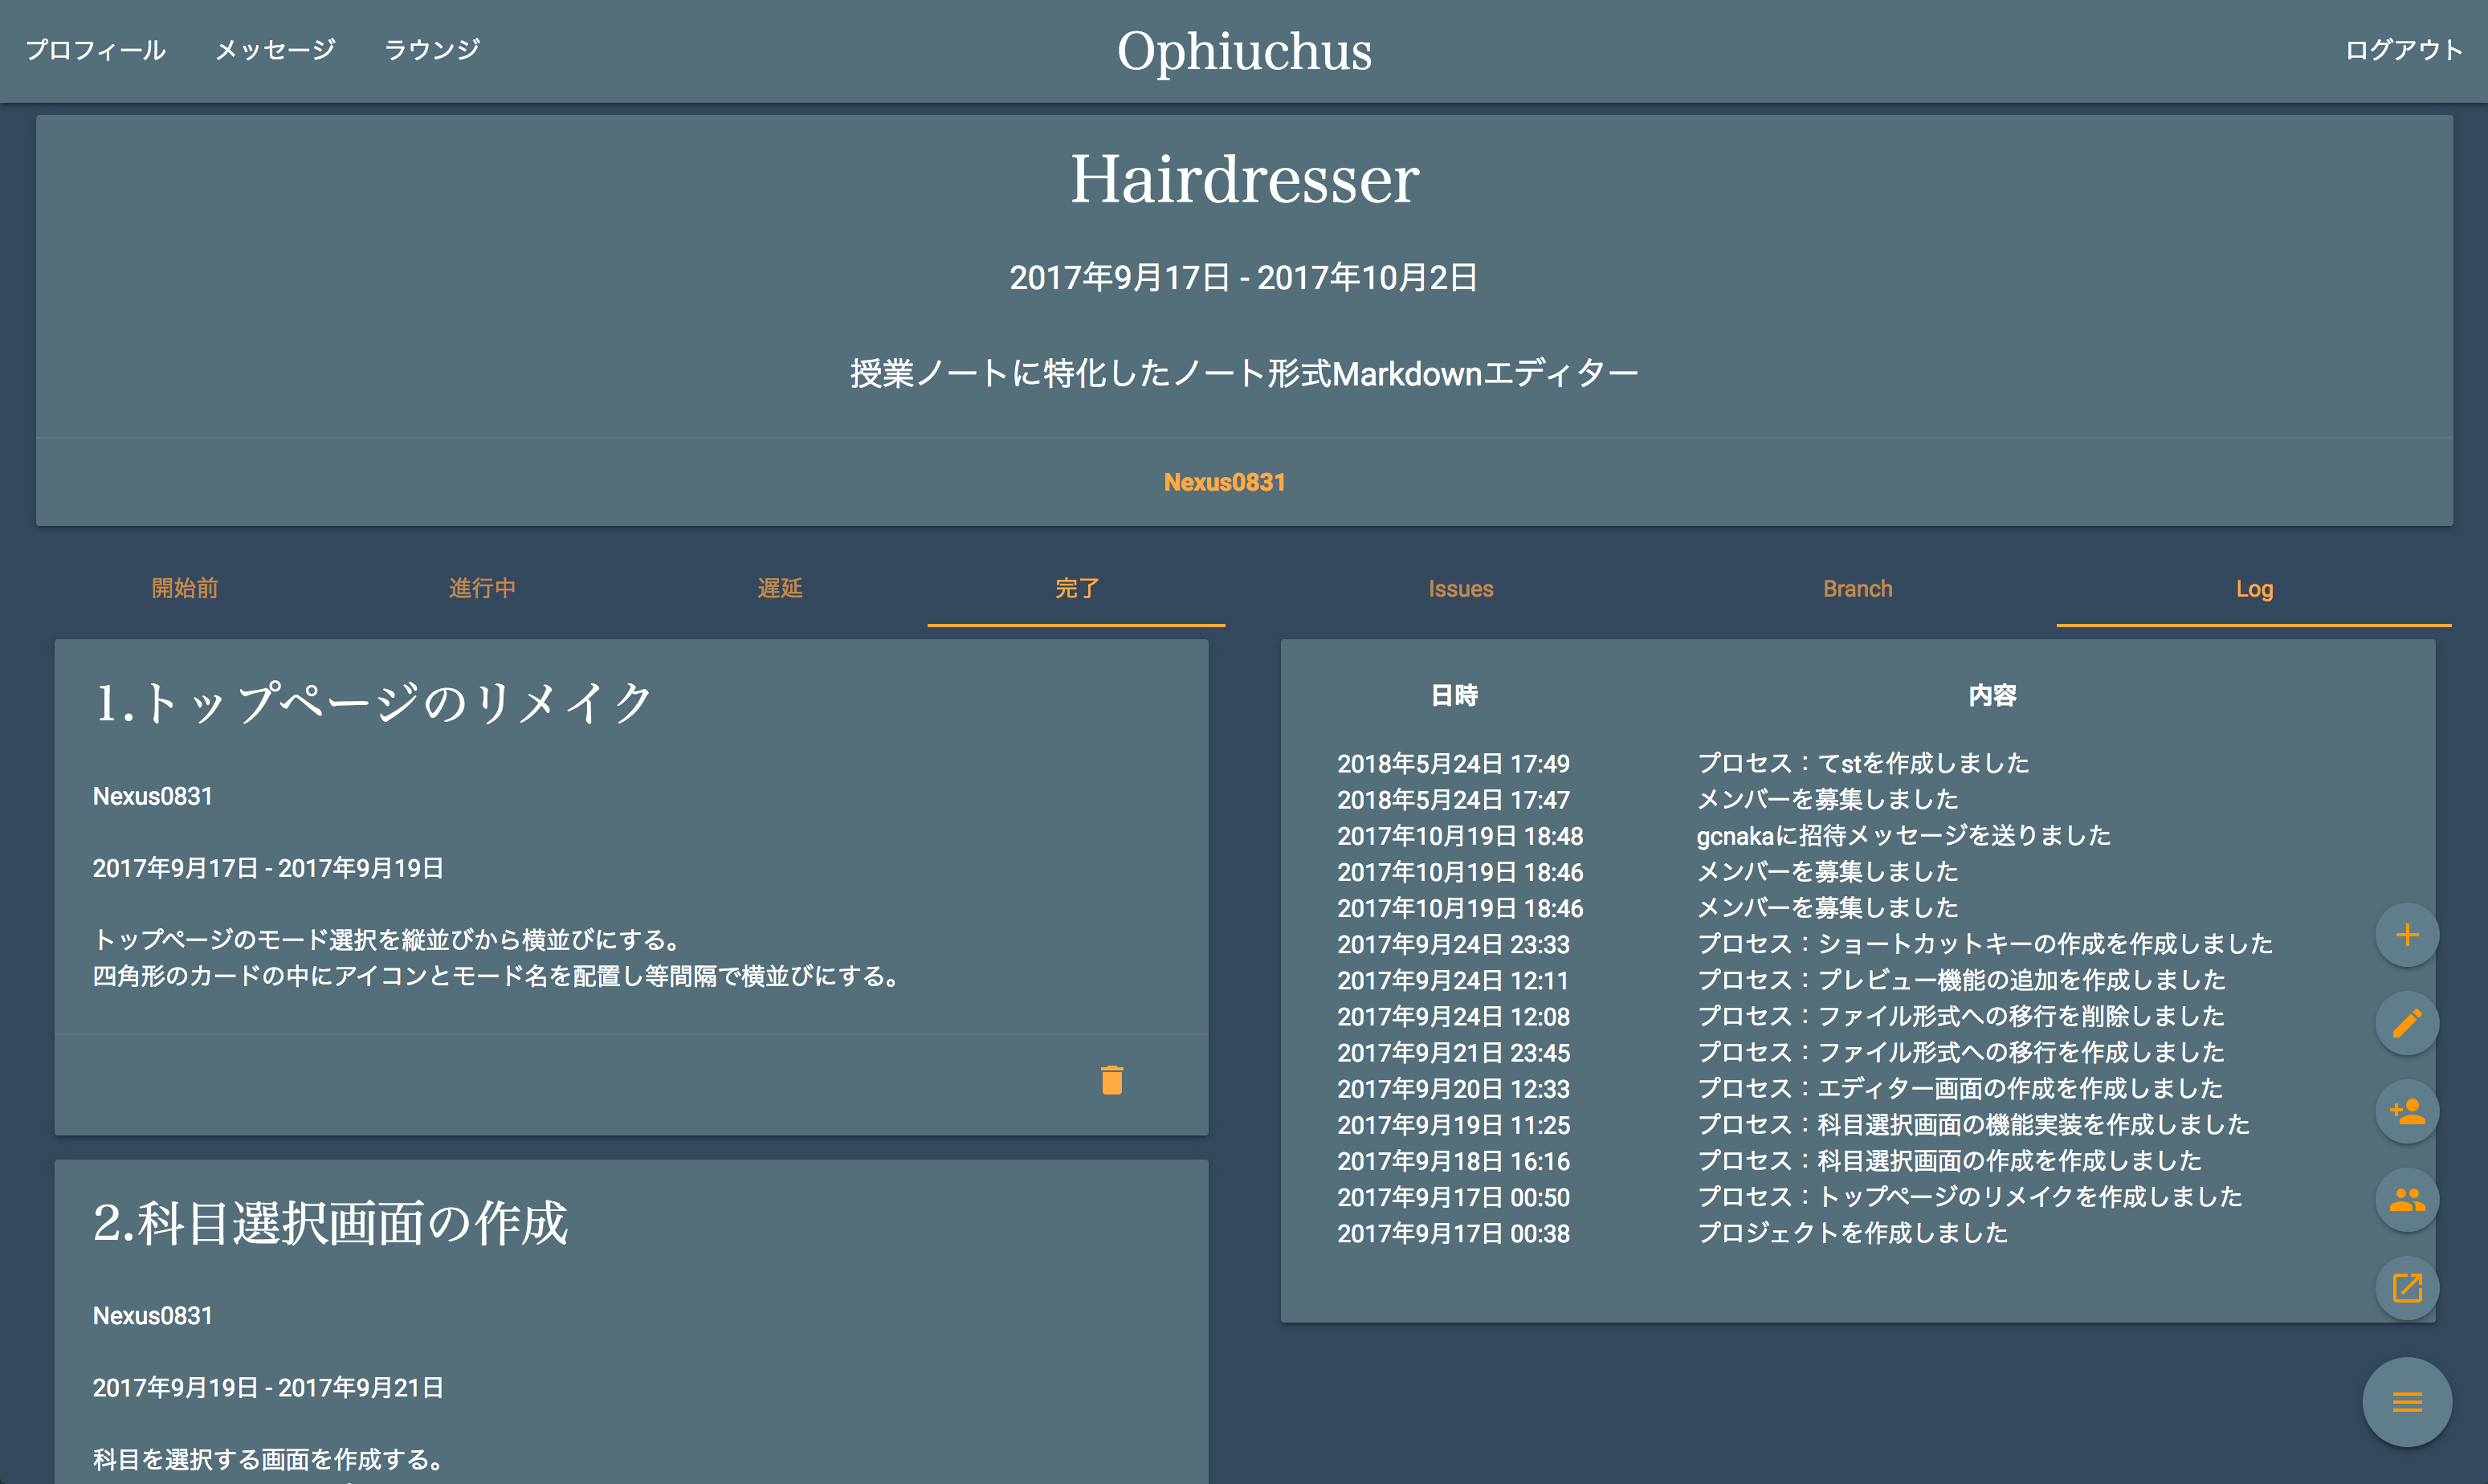 プロフィール メッセージ ラウンジ Ophiuchus ログアウト
Hairdresser
2017年9月17日 - 2017年10月2日
授業ノートに特化したノート形式Markdownエディター
Nexus0831
開始前 進行中 遅延 完了
1.トップページのリメイク
Nexus0831
2017年9月17日 - 2017年9月19日
トップページのモード選択を縦並びから横並びにする。
四角形のカードの中にアイコンとモード名を配置し等間隔で横並びにする。
2.科目選択画面の作成
Nexus0831
2017年9月19日 - 2017年9月21日
科目を選択する画面を作成する。
Issues Branch Log
日時 内容
2018年5月24日 17:49 プロセス：てstを作成しました
2018年5月24日 17:47 メンバーを募集しました
2017年10月19日 18:48 gcnakaに招待メッセージを送りました
2017年10月19日 18:46 メンバーを募集しました
2017年10月19日 18:46 メンバーを募集しました
2017年9月24日 23:33 プロセス：ショートカットキーの作成を作成しました
2017年9月24日 12:11 プロセス：プレビュー機能の追加を作成しました
2017年9月24日 12:08 プロセス：ファイル形式への移行を削除しました
2017年9月21日 23:45 プロセス：ファイル形式への移行を作成しました
2017年9月20日 12:33 プロセス：エディター画面の作成を作成しました
2017年9月19日 11:25 プロセス：科目選択画面の機能実装を作成しました
2017年9月18日 16:16 プロセス：科目選択画面の作成を作成しました
2017年9月17日 00:50 プロセス：トップページのリメイクを作成しました
2017年9月17日 00:38 プロジェクトを作成しました